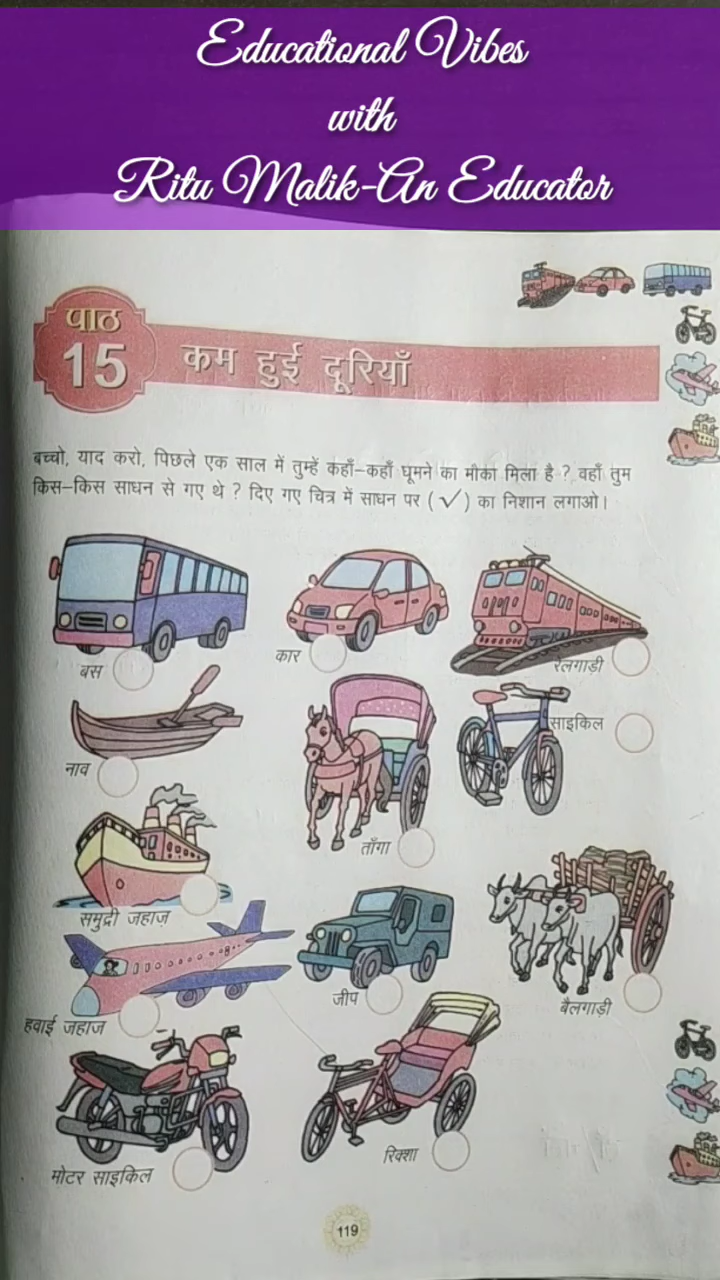 Educational Vibes
with
Ritu Malik-An Educator
पाठ
15
कम हुई दूरियाँ
बच्चो, याद करो, पिछले एक साल में तुम्हें कहाँ-कहाँ घूमने का मौका मिला है ? वहाँ तुम
किस-किस साधन से गए थे ? दिए गए चित्र में साधन पर (✓) का निशान लगाओ।
बस
कार
रेलगाड़ी
साइकिल
नाव
ताँगा
समुद्री जहाज
जीप
बैलगाड़ी
हवाई जहाज
रिक्शा
मोटर साइकिल
119